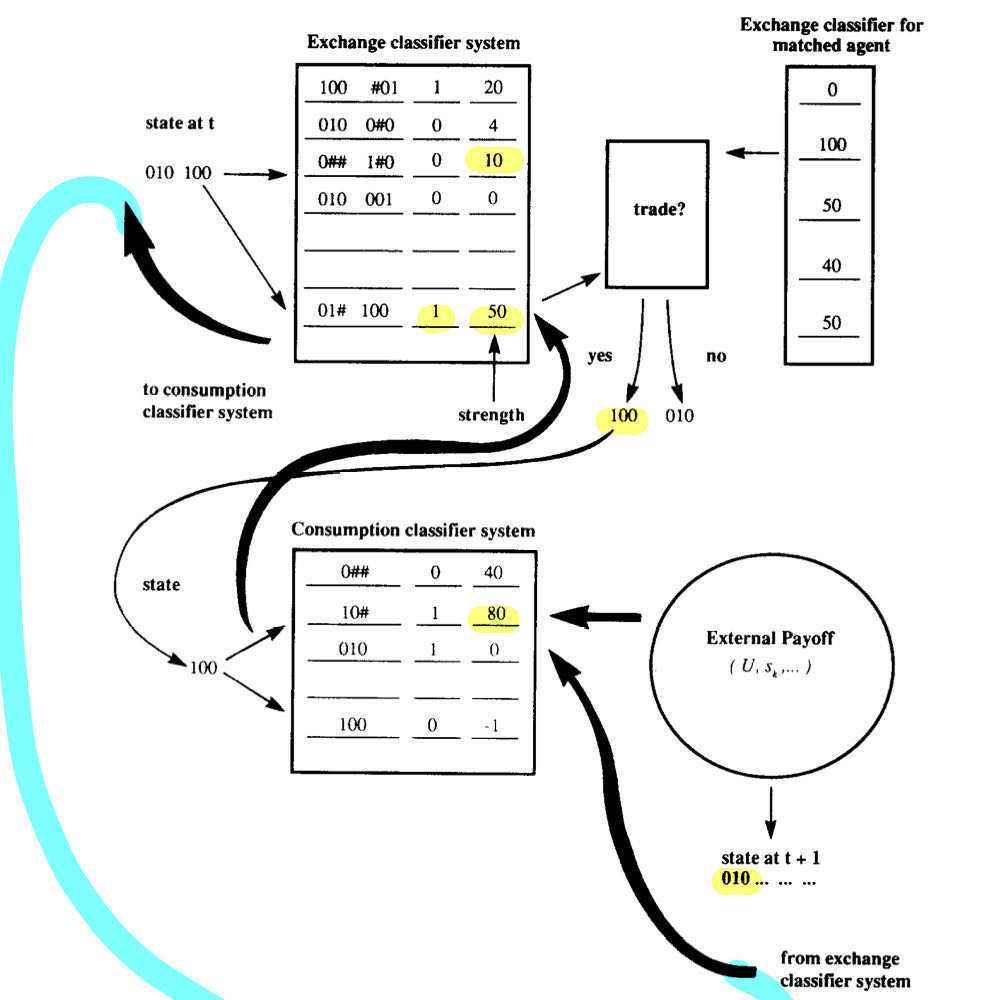 Exchange classifier for
matched agent
Exchange classifier system
100 #01 1 20
010 0#0 0 4
0## 1#0 0 10
010 001 0 0
01# 100 1 50
state at t
010 100
0
100
50
40
50
trade?
to consumption
classifier system
strength
yes
no
100
010
Consumption classifier system
0## 0 40
10# 1 80
010 1 0
100 0 -1
state
100
External Payoff
( U, sk ,... )
state at t + 1
010 ... ... ...
from exchange
classifier system